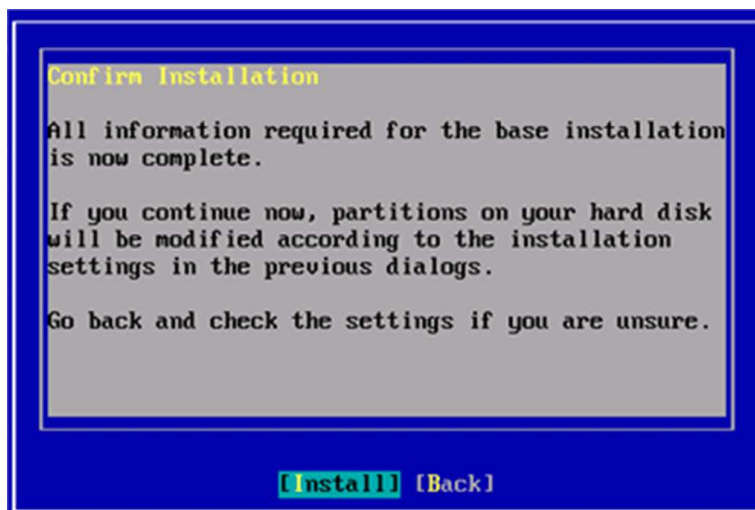 Confirm Installation
All information required for the base installation
is now complete.
If you continue now, partitions on your hard disk
will be modified according to the installation
settings in the previous dialogs.
Go back and check the settings if you are unsure.
[Install] [Back]